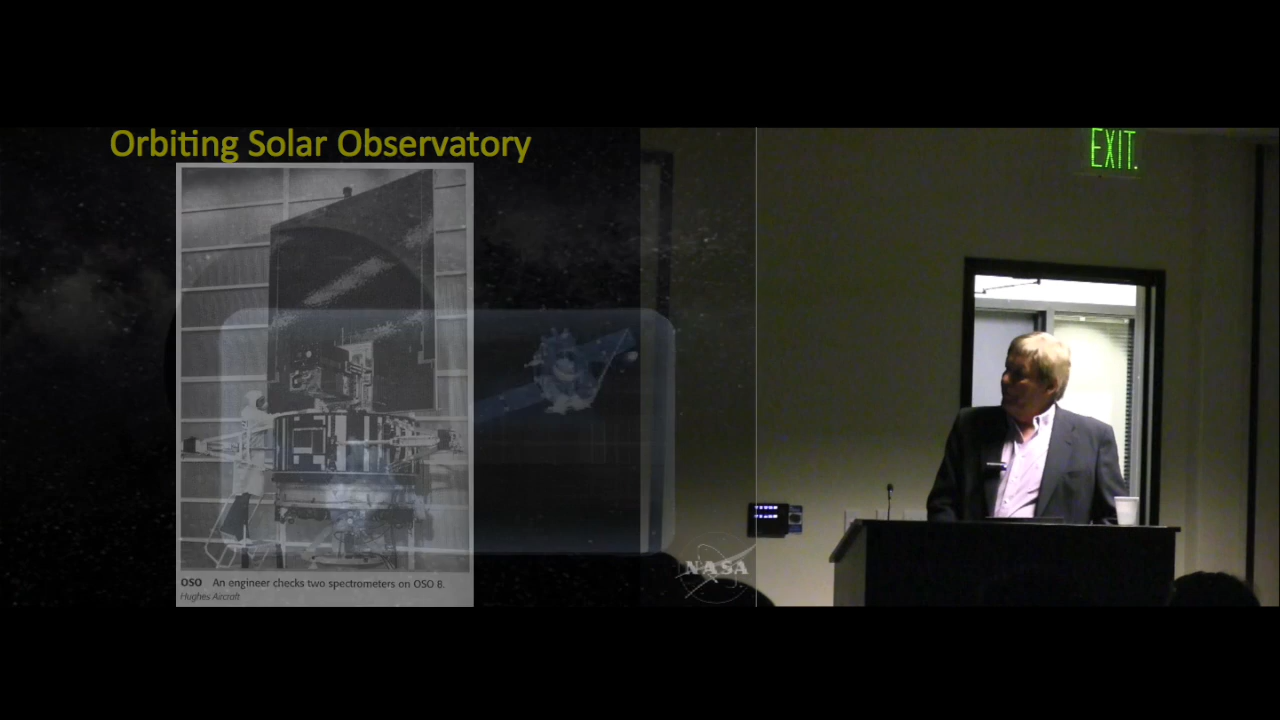 Orbiting Solar Observatory
EXIT
OSO An engineer checks two spectrometers on OSO 8.
Hughes Aircraft
NASA